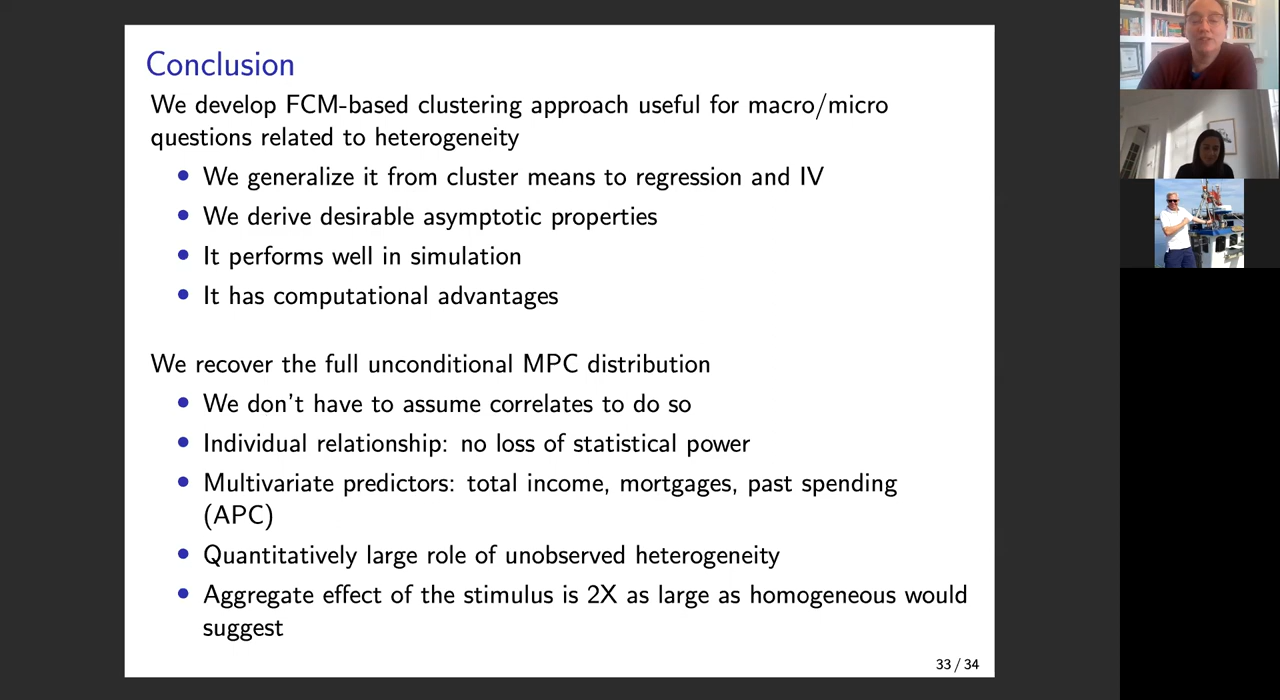 Conclusion
We develop FCM-based clustering approach useful for macro/micro
questions related to heterogeneity
• We generalize it from cluster means to regression and IV
• We derive desirable asymptotic properties
• It performs well in simulation
• It has computational advantages
We recover the full unconditional MPC distribution
• We don't have to assume correlates to do so
• Individual relationship: no loss of statistical power
• Multivariate predictors: total income, mortgages, past spending
(APC)
• Quantitatively large role of unobserved heterogeneity
• Aggregate effect of the stimulus is 2X as large as homogeneous would
suggest
33 / 34